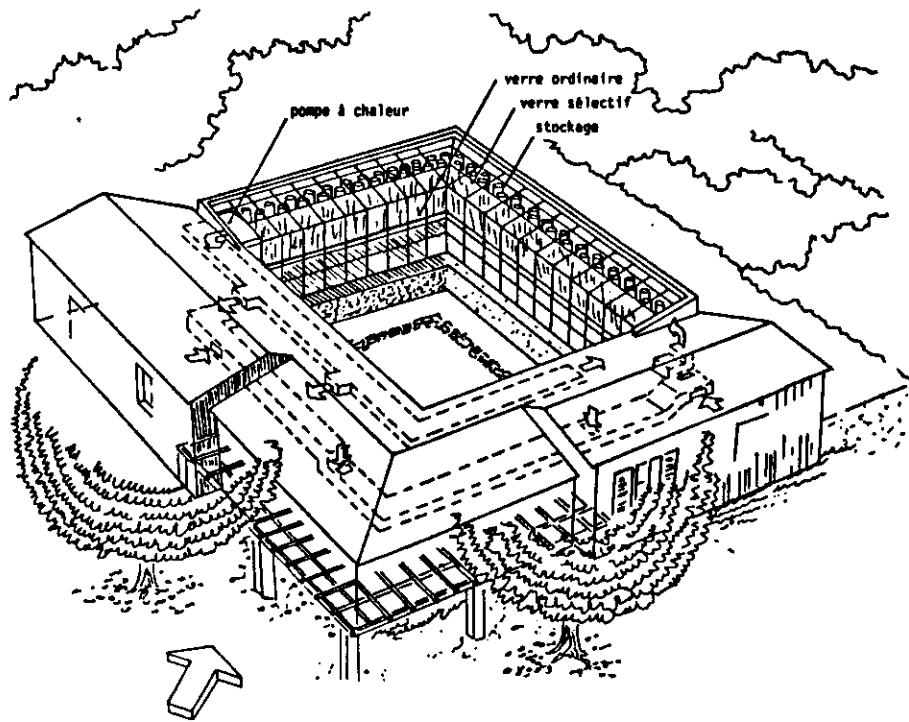 verre ordinaire
verre sélectif
stockage
pompe à chaleur